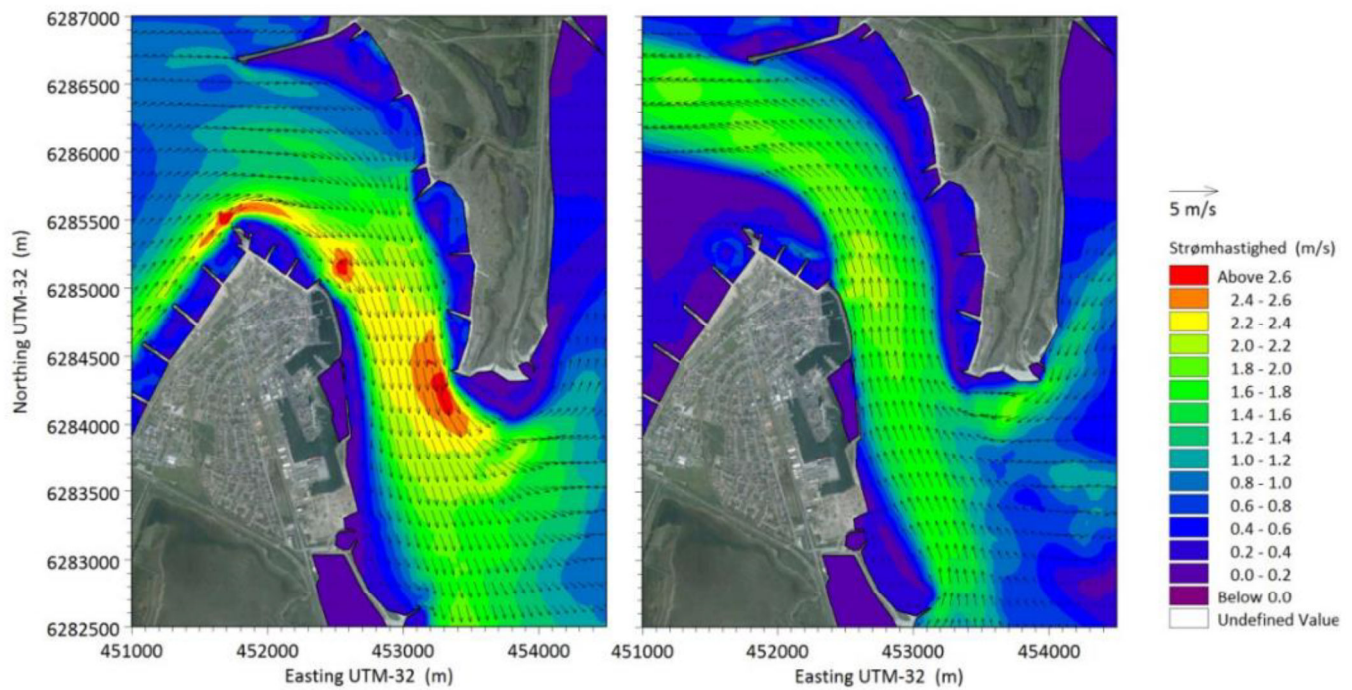 6287000
6286500
6286000
6285500
6285000
6284500
6284000
6283500
6283000
6282500
Northing UTM-32 (m)
451000 452000 453000 454000
Easting UTM-32 (m)
451000 452000 453000 454000
Easting UTM-32 (m)
5 m/s
Strømhastighed (m/s)
Above 2.6
2.4 - 2.6
2.2 - 2.4
2.0 - 2.2
1.8 - 2.0
1.6 - 1.8
1.4 - 1.6
1.2 - 1.4
1.0 - 1.2
0.8 - 1.0
0.6 - 0.8
0.4 - 0.6
0.2 - 0.4
0.0 - 0.2
Below 0.0
Undefined Value